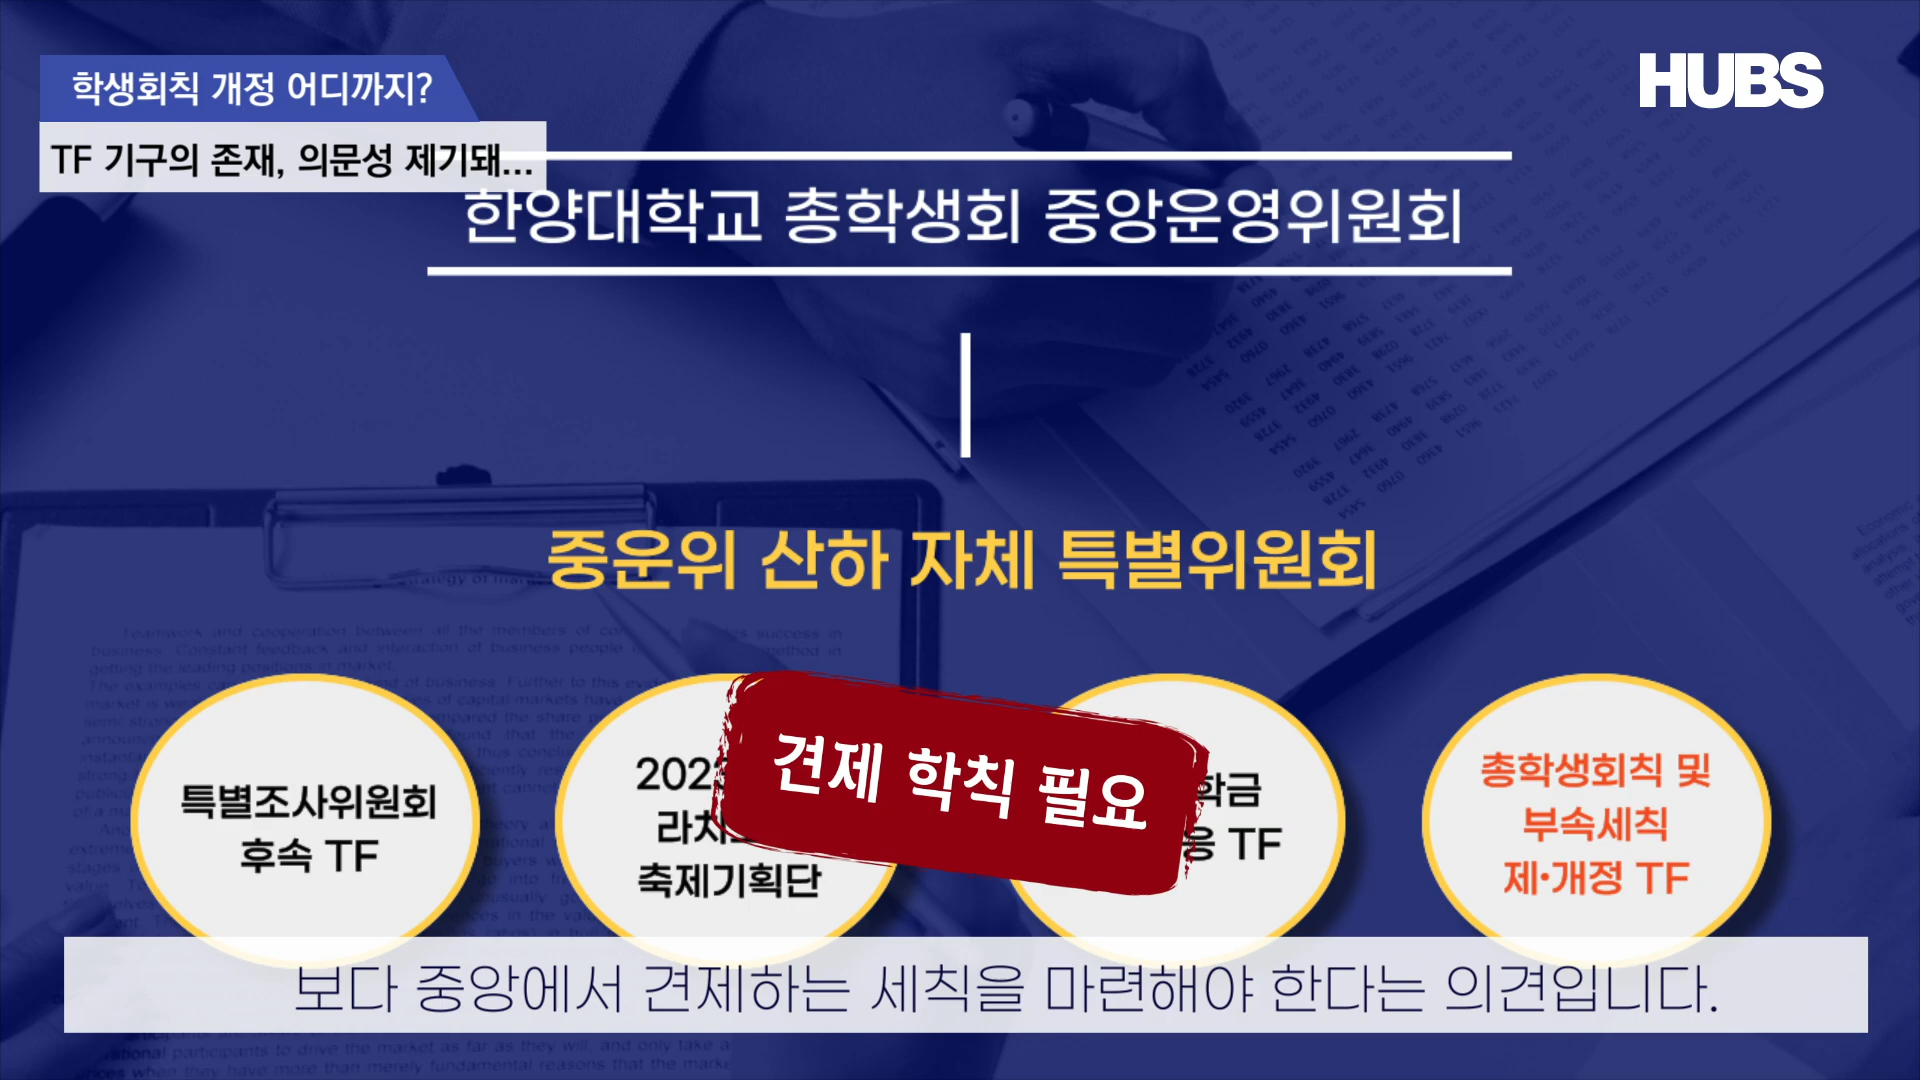 학생회칙 개정 어디까지?
HUBS
TF 기구의 존재, 의문성 제기돼...
한양대학교 총학생회 중앙운영위원회
중운위 산하 자체 특별위원회
특별조사위원회
후속 TF
축제기획단
견제 학칙 필요
학금
TF
총학생회칙 및
부속세칙
제·개정 TF
보다 중앙에서 견제하는 세칙을 마련해야 한다는 의견입니다.